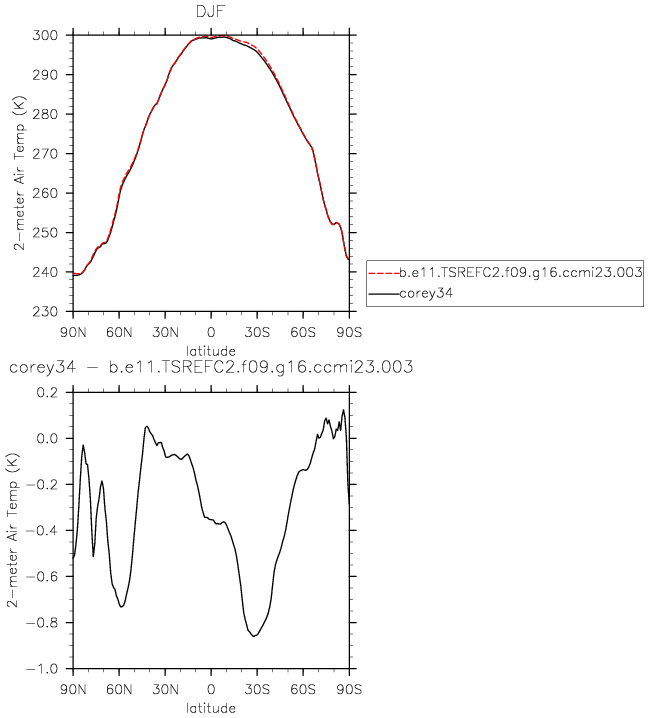 DJF
300
290
280
270
260
250
240
230
2-meter Air Temp (K)
90N 60N 30N 0 30S 60S 90S
latitude
b.e11.TSREFC2.f09.g16.ccmi23.003
corey34
corey34 - b.e11.TSREFC2.f09.g16.ccmi23.003
0.2
0.0
-0.2
-0.4
-0.6
-0.8
-1.0
2-meter Air Temp (K)
90N 60N 30N 0 30S 60S 90S
latitude